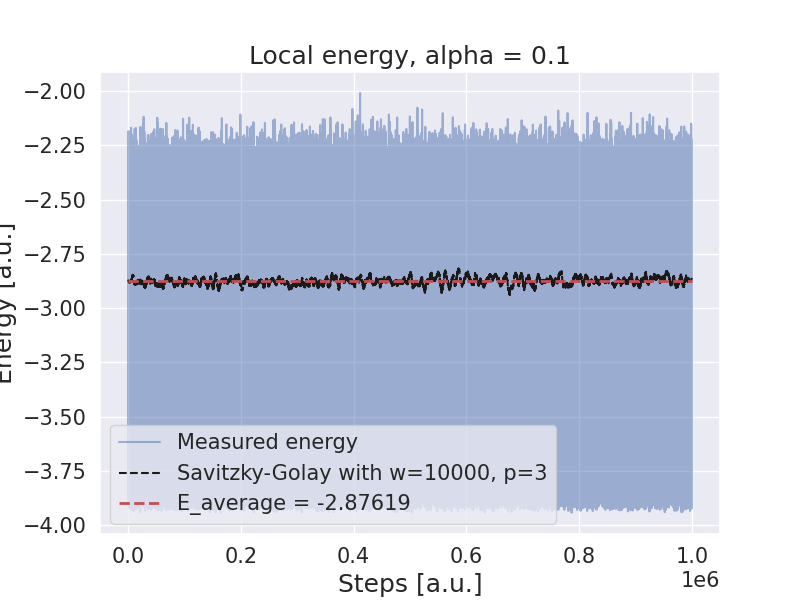 Local energy, alpha = 0.1
Energy [a.u.]
−2.00
−2.25
−2.50
−2.75
−3.00
−3.25
−3.50
−3.75
−4.00
Measured energy
Savitzky-Golay with w=10000, p=3
E_average = -2.87619
0.0 0.2 0.4 0.6 0.8 1.0
1e6
Steps [a.u.]